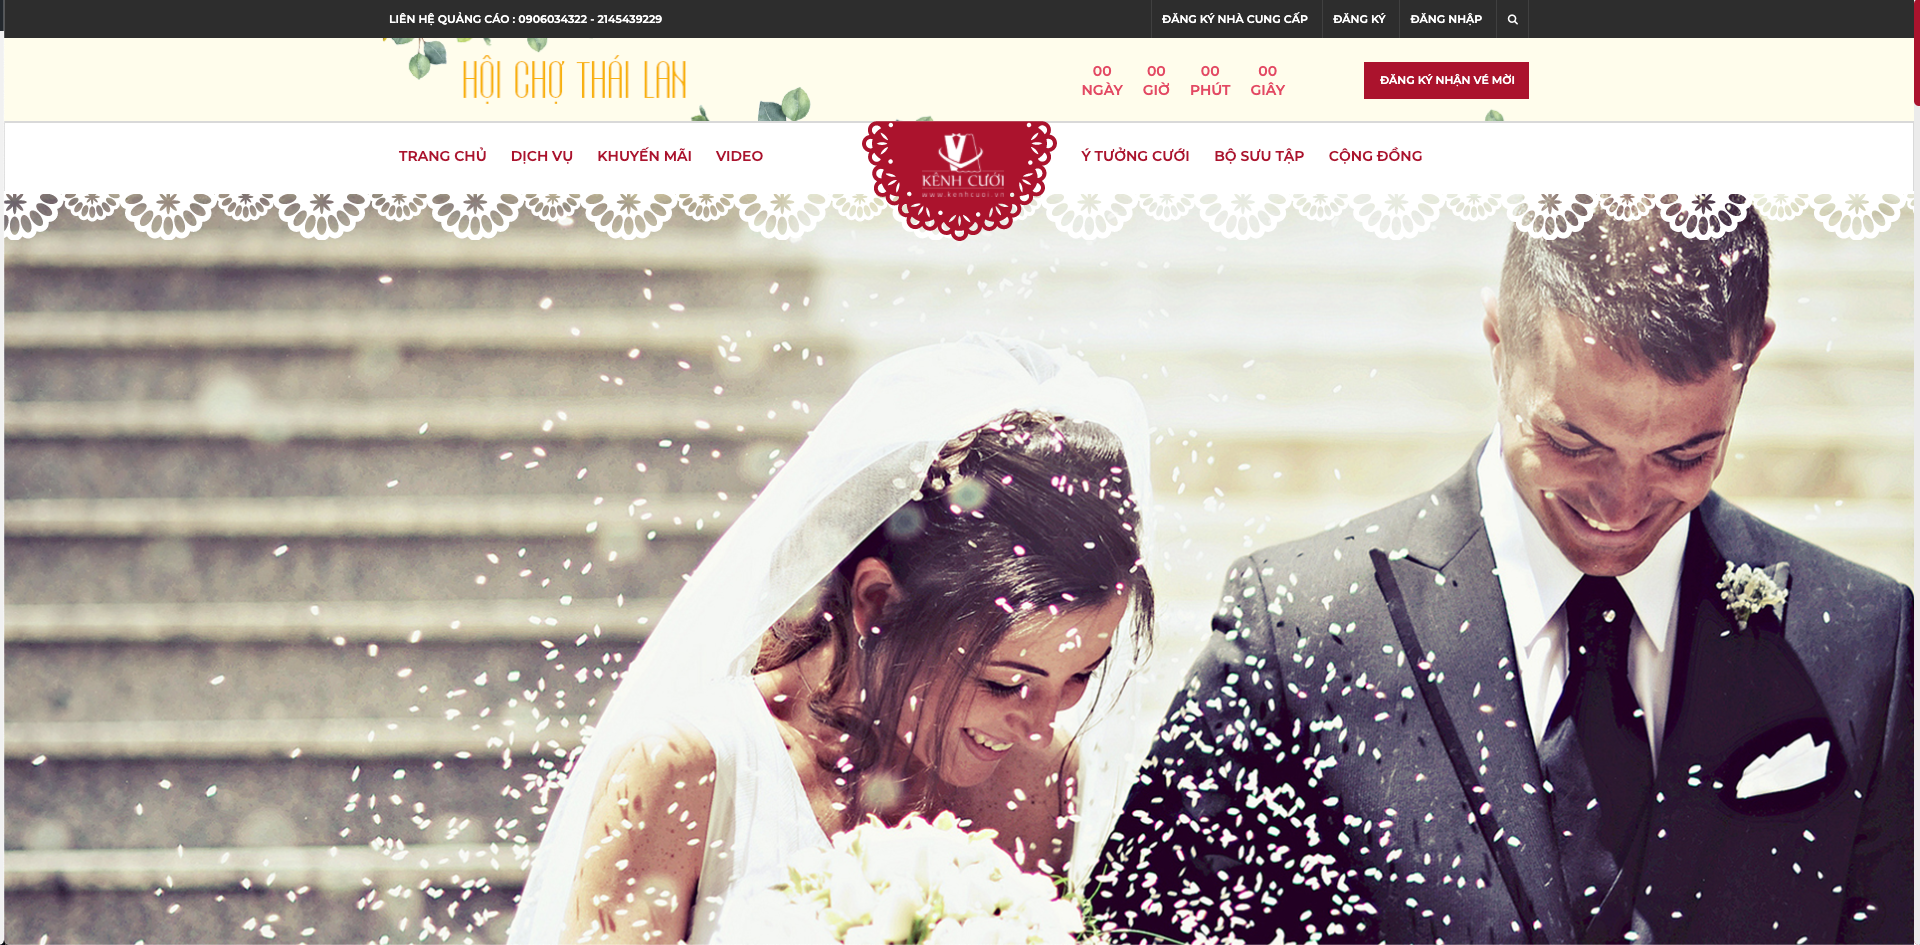 LIÊN HỆ QUẢNG CÁO : 0906034322 - 2145439229
ĐĂNG KÝ NHÀ CUNG CẤP
ĐĂNG KÝ
ĐĂNG NHẬP
HỘI CHỢ THÁI LAN
00 00 00 00
NGÀY GIỜ PHÚT GIÂY
ĐĂNG KÝ NHẬN VÉ MỜI
TRANG CHỦ
DỊCH VỤ
KHUYẾN MÃI
VIDEO
KÊNH CƯỚI
www.kenhcuoi.vn
Ý TƯỞNG CƯỚI
BỘ SƯU TẬP
CỘNG ĐỒNG